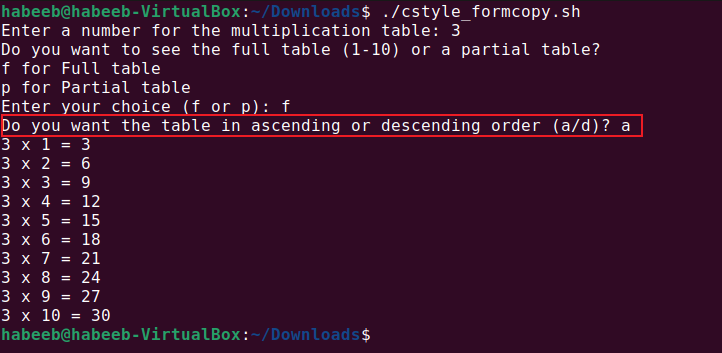 habeeb@habeeb-VirtualBox:~/Downloads$ ./cstyle_formcopy.sh
Enter a number for the multiplication table: 3
Do you want to see the full table (1-10) or a partial table?
f for Full table
p for Partial table
Enter your choice (f or p): f
Do you want the table in ascending or descending order (a/d)? a
3 x 1 = 3
3 x 2 = 6
3 x 3 = 9
3 x 4 = 12
3 x 5 = 15
3 x 6 = 18
3 x 7 = 21
3 x 8 = 24
3 x 9 = 27
3 x 10 = 30
habeeb@habeeb-VirtualBox:~/Downloads$